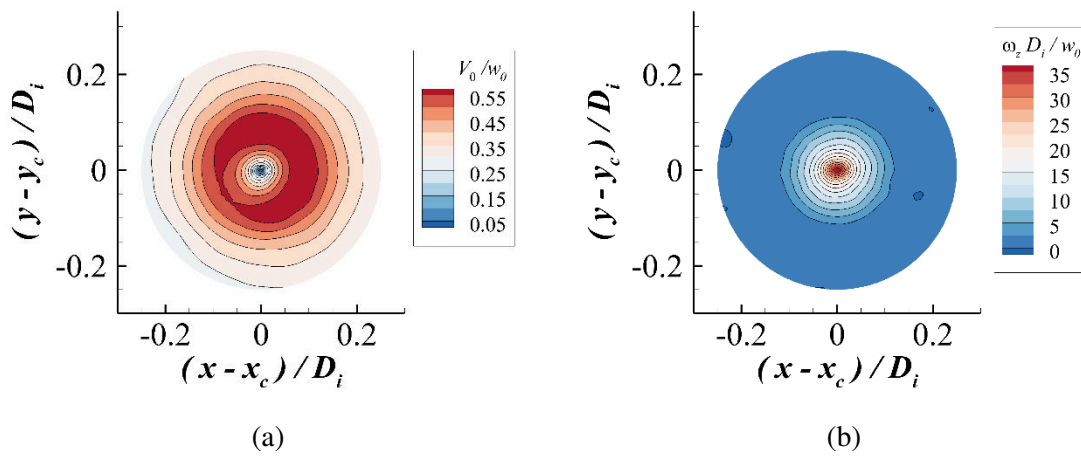 (y - y_c) / D_i
0.2
0
-0.2
-0.2 0 0.2
(x - x_c) / D_i
V_0 / w_0
0.55
0.45
0.35
0.25
0.15
0.05
(a)
(y - y_c) / D_i
0.2
0
-0.2
-0.2 0 0.2
(x - x_c) / D_i
ω_z D_i / w_0
35
30
25
20
15
10
5
0
(b)